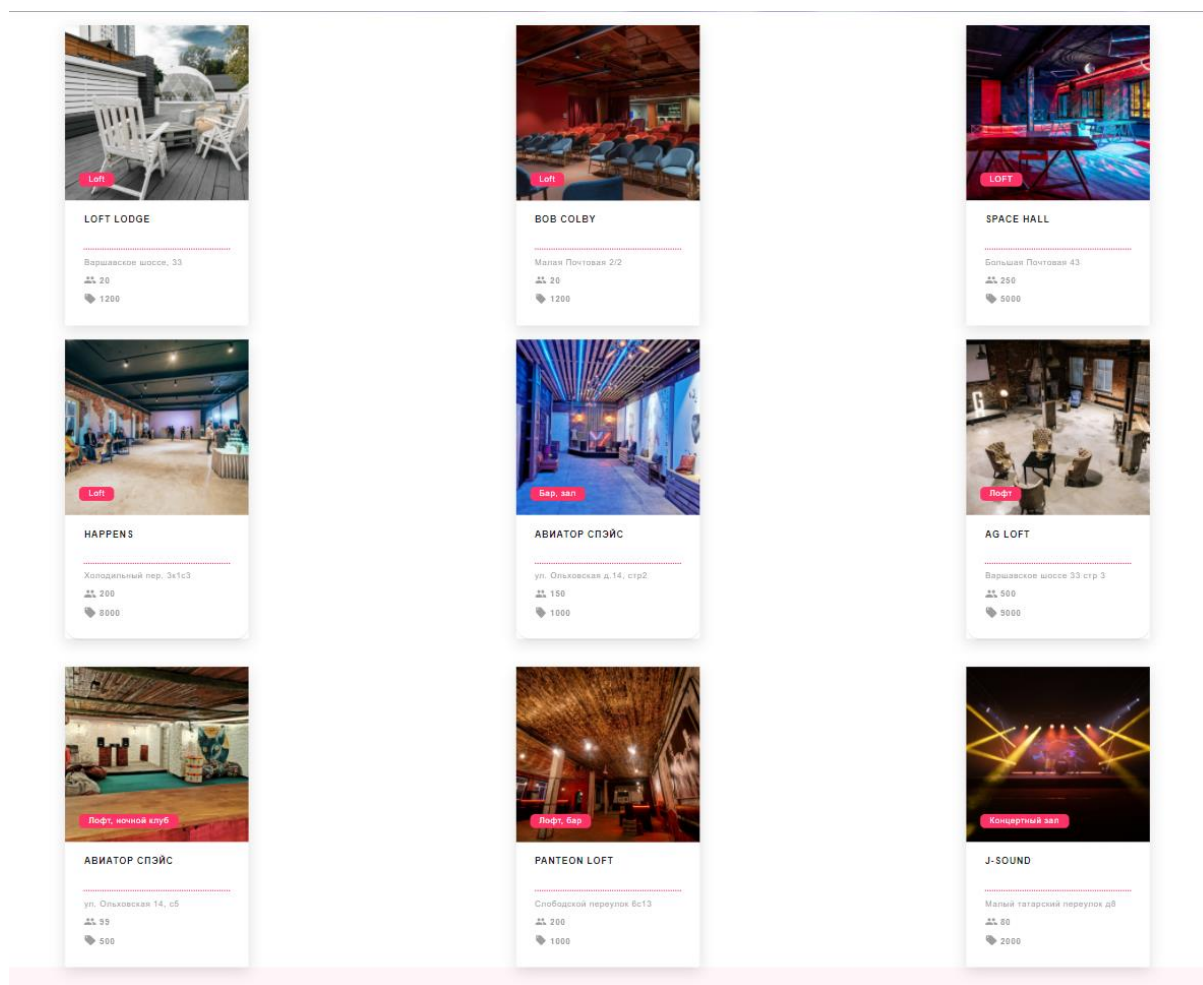 Loft
LOFT LODGE
Варшавское шоссе, 33
20
1200
Loft
BOB COLBY
Малая Почтовая 2/2
20
1200
LOFT
SPACE HALL
Большая Почтовая 43
250
5000
Loft
HAPPENS
Холодильный пер. 3к1с3
200
8000
Бар, зал
АВИАТОР СПЭЙС
ул. Ольховская д.14, стр2
150
1000
Лофт
AG LOFT
Варшавское шоссе 33 стр 3
500
9000
Лофт, ночной клуб
АВИАТОР СПЭЙС
ул. Ольховская 14, с5
99
500
Лофт, бар
PANTEON LOFT
Слободской переулок 6с13
200
1000
Концертный зал
J-SOUND
Малый татарский переулок д8
80
2000